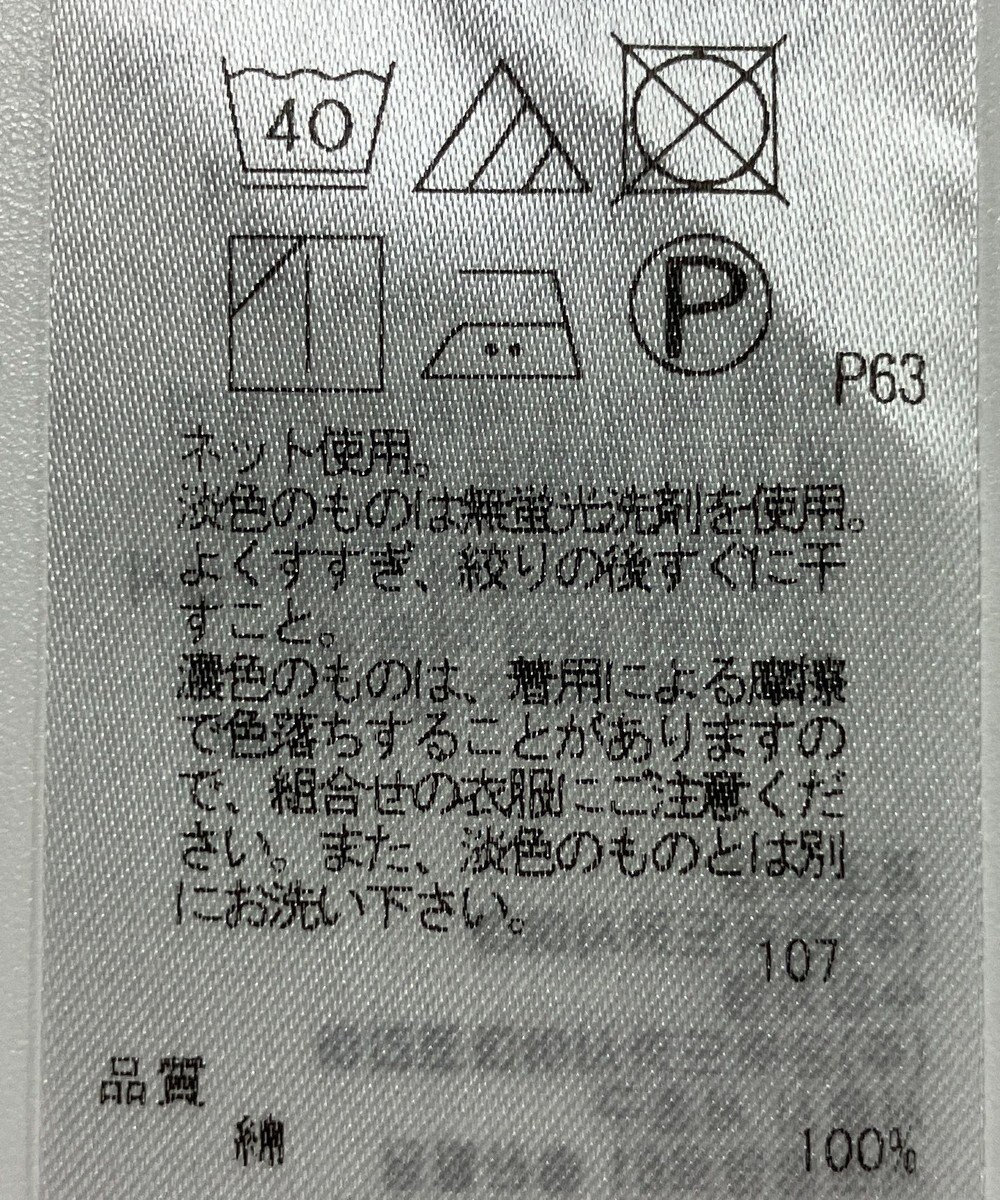 40
P
P63
ネット使用。
淡色のものは無蛍光洗剤を使用。
よくすすぎ、絞りの後すぐに干
すこと。
濃色のものは、着用による摩擦
で色落ちすることがありますの
で、組合せの衣服にご注意くだ
さい。また、淡色のものとは別
にお洗い下さい。
107
品質
綿 100%